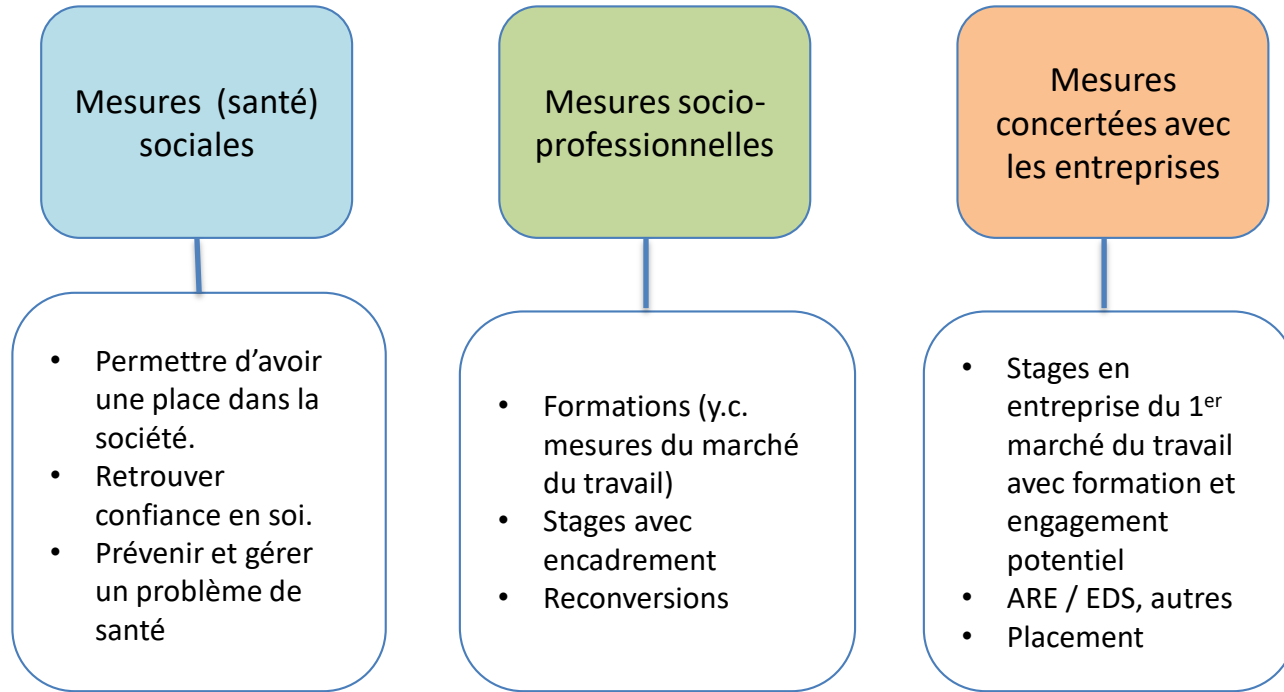 Mesures (santé)
sociales
Mesures socio-
professionnelles
Mesures
concertées avec
les entreprises
• Permettre d’avoir
une place dans la
société.
• Retrouver
confiance en soi.
• Prévenir et gérer
un problème de
santé
• Formations (y.c.
mesures du marché
du travail)
• Stages avec
encadrement
• Reconversions
• Stages en
entreprise du 1er
marché du travail
avec formation et
engagement
potentiel
• ARE / EDS, autres
• Placement